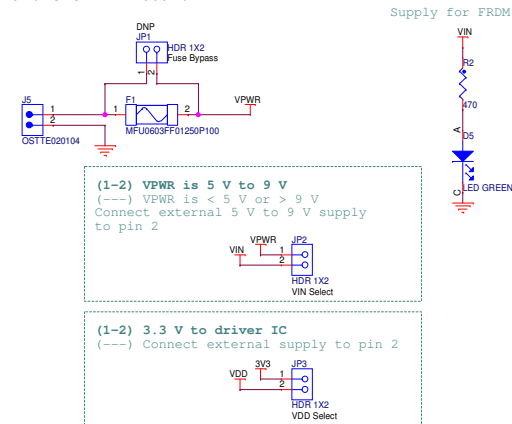 Supply for FRDM
DNP
JP1
HDR 1X2
Fuse Bypass
1
2
VIN
R2
470
A
D5
C
LED GREEN
J5
1
2
OSTTE020104
F1
1
2
MFU0603FF01250P100
VPWR
(1-2) VPWR is 5 V to 9 V
(---) VPWR is < 5 V or > 9 V
Connect external 5 V to 9 V supply
to pin 2
VPWR
VIN
JP2
1
2
HDR 1X2
VIN Select
(1-2) 3.3 V to driver IC
(---) Connect external supply to pin 2
3V3
VDD
JP3
1
2
HDR 1X2
VDD Select